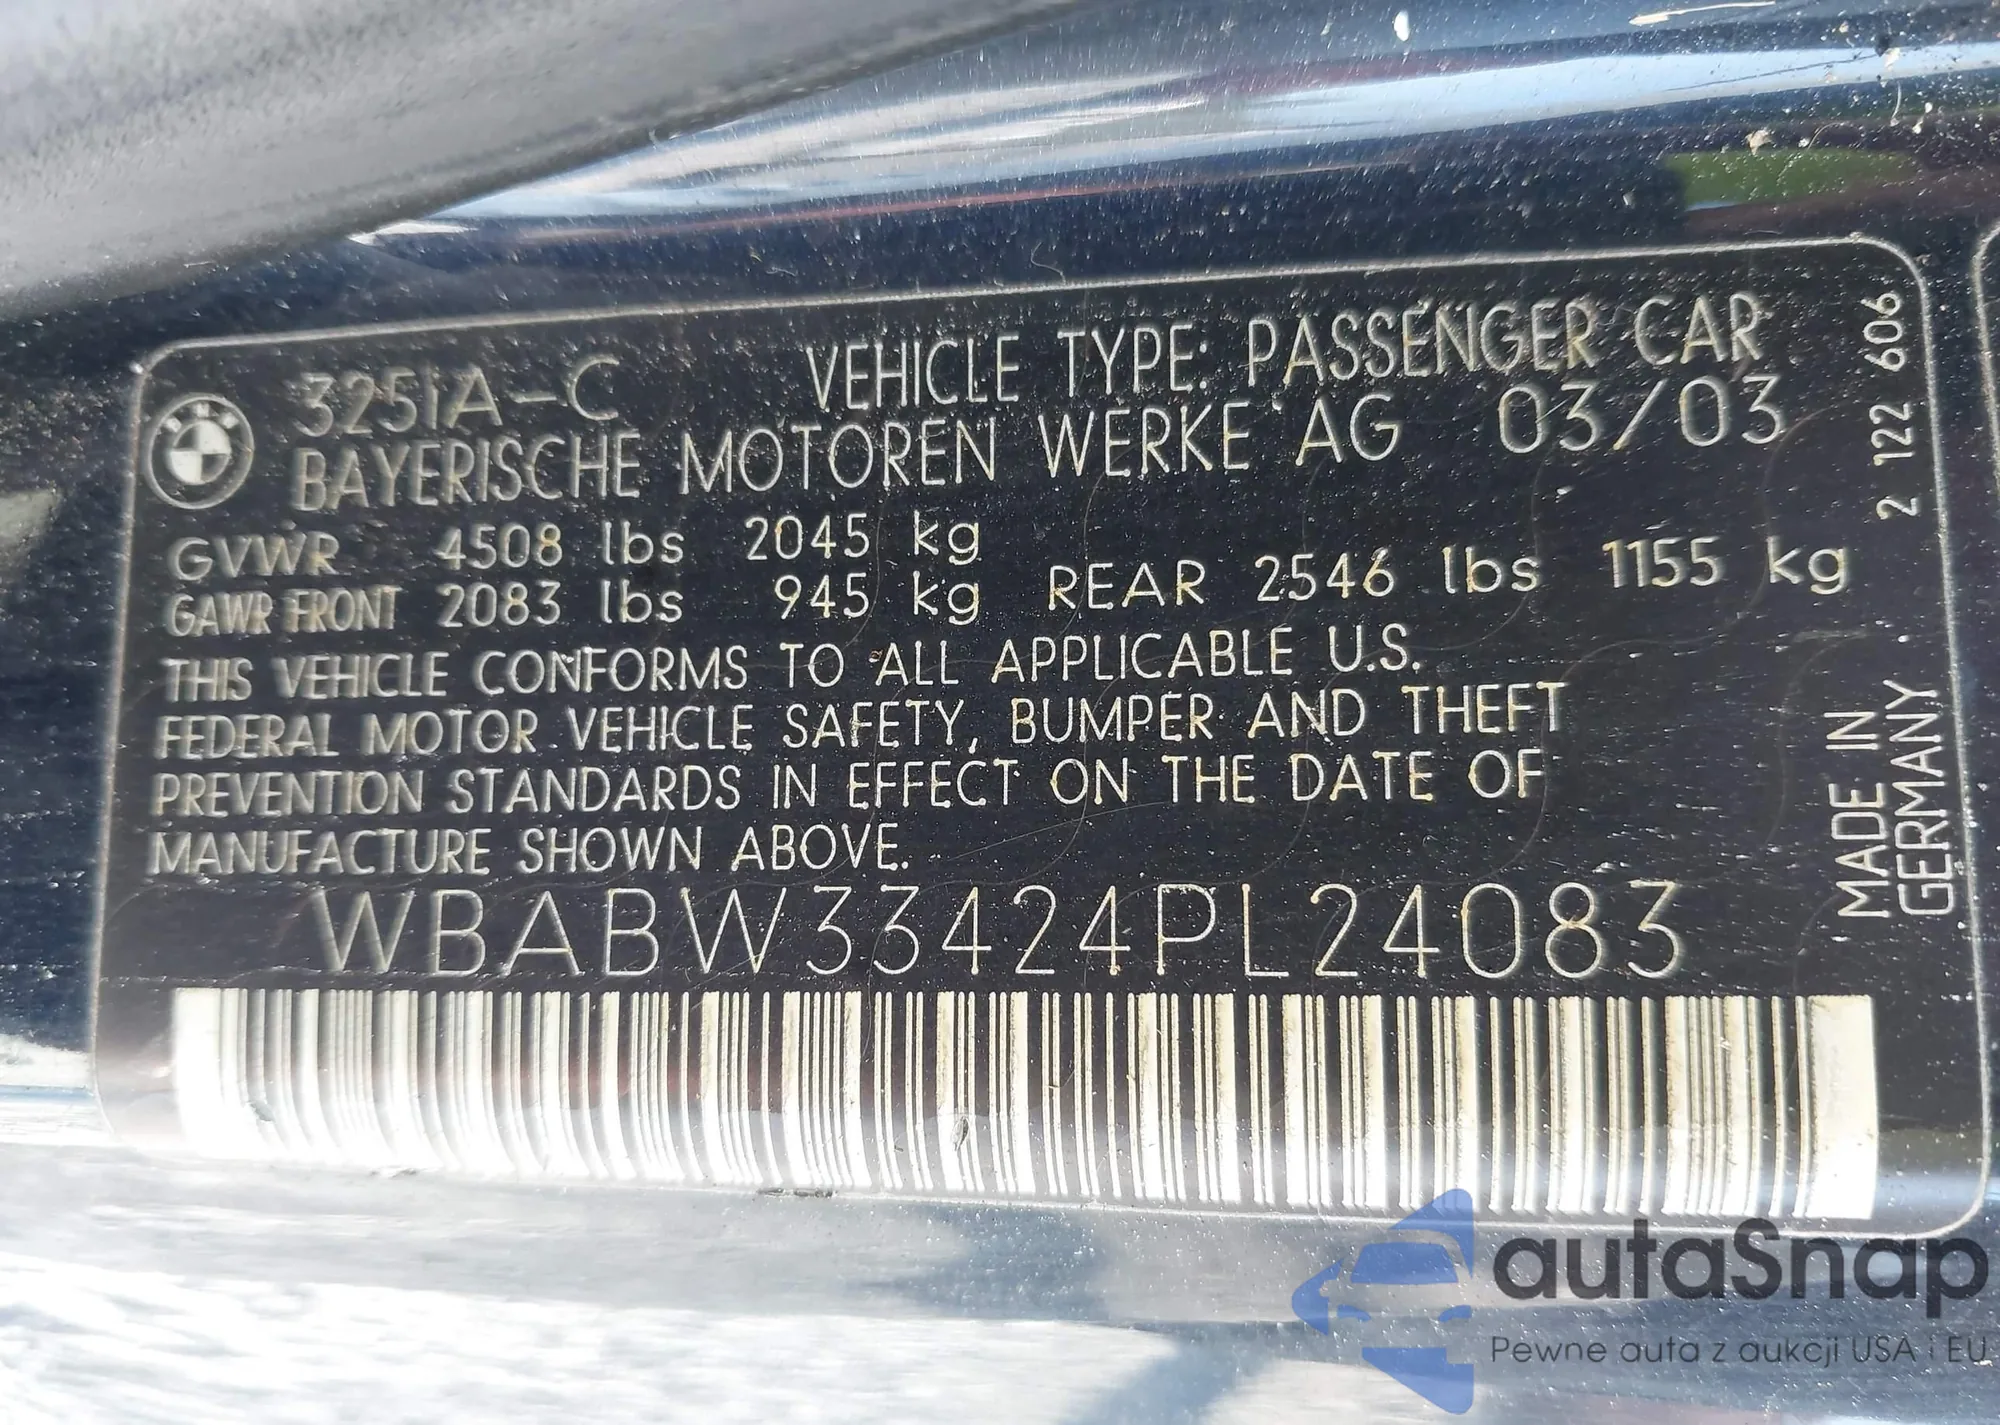 325iA-C VEHICLE TYPE: PASSENGER CAR
BAYERISCHE MOTOREN WERKE AG 03/03
GVWR 4508 lbs 2045 kg
GAWR FRONT 2083 lbs 945 kg REAR 2546 lbs 1155 kg
THIS VEHICLE CONFORMS TO ALL APPLICABLE U.S.
FEDERAL MOTOR VEHICLE SAFETY, BUMPER AND THEFT
PREVENTION STANDARDS IN EFFECT ON THE DATE OF
MANUFACTURE SHOWN ABOVE.
WBABW33424PL24083
2 122 606
MADE IN
GERMANY
autaSnap
Pewne auta z aukcji USA i EU